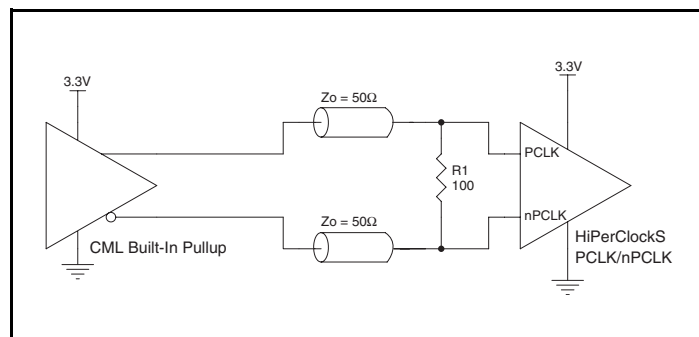 3.3V
Zo = 50Ω
3.3V
PCLK
R1
100
nPCLK
Zo = 50Ω
CML Built-In Pullup
HiPerClockS
PCLK/nPCLK